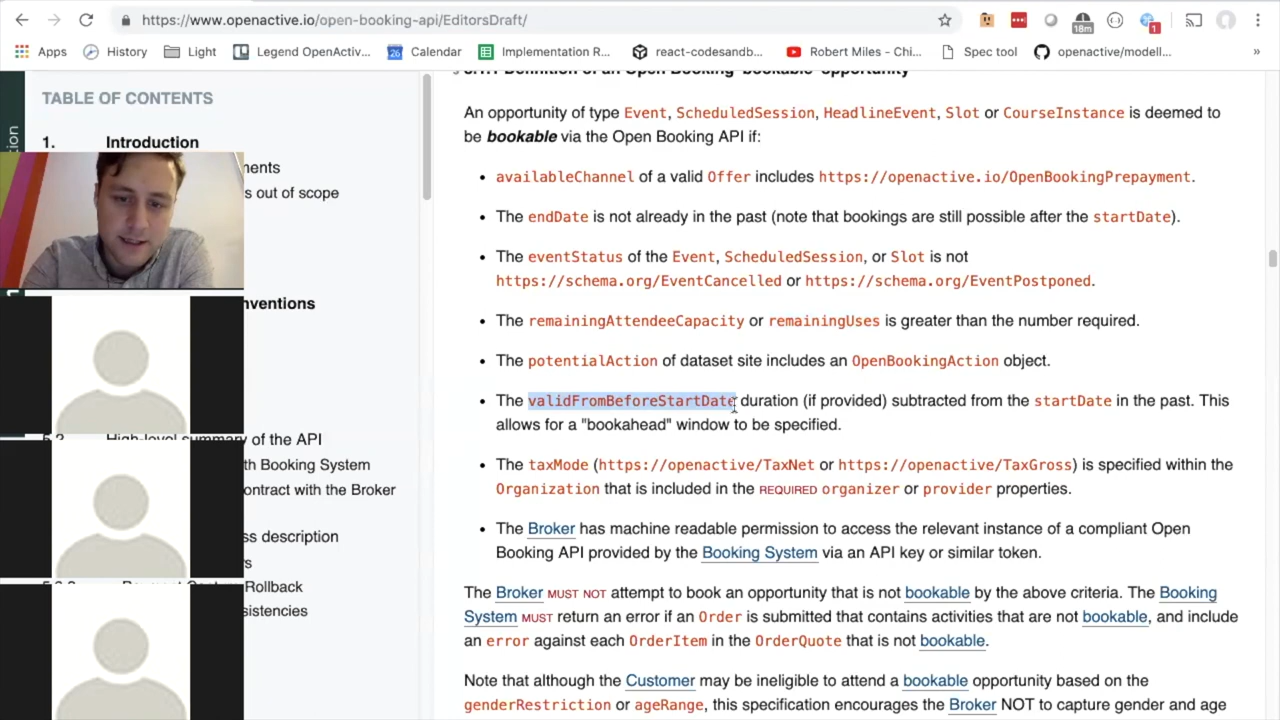 https://www.openactive.io/open-booking-api/EditorsDraft/
18m
1
Apps
History
Light
Legend OpenActiv...
26
Calendar
Implementation R...
react-codesandb...
Robert Miles - Chi...
Spec tool
openactive/modell...
»
TABLE OF CONTENTS
1. Introduction
ments
s out of scope
nventions
High-level summary of the API
th Booking System
ontract with the Broker
ss description
s
Rollback
sistencies
Definition of an Open Booking "bookable" opportunity
An opportunity of type Event, ScheduledSession, HeadlineEvent, Slot or CourseInstance is deemed to
be bookable via the Open Booking API if:
• availableChannel of a valid Offer includes https://openactive.io/OpenBookingPrepayment.
• The endDate is not already in the past (note that bookings are still possible after the startDate).
• The eventStatus of the Event, ScheduledSession, or Slot is not
https://schema.org/EventCancelled or https://schema.org/EventPostponed.
• The remainingAttendeeCapacity or remainingUses is greater than the number required.
• The potentialAction of dataset site includes an OpenBookingAction object.
• The validFromBeforeStartDate duration (if provided) subtracted from the startDate in the past. This
allows for a "bookahead" window to be specified.
• The taxMode (https://openactive/TaxNet or https://openactive/TaxGross) is specified within the
Organization that is included in the REQUIRED organizer or provider properties.
• The Broker has machine readable permission to access the relevant instance of a compliant Open
Booking API provided by the Booking System via an API key or similar token.
The Broker MUST NOT attempt to book an opportunity that is not bookable by the above criteria. The Booking
System MUST return an error if an Order is submitted that contains activities that are not bookable, and include
an error against each OrderItem in the OrderQuote that is not bookable.
Note that although the Customer may be ineligible to attend a bookable opportunity based on the
genderRestriction or ageRange, this specification encourages the Broker NOT to capture gender and age